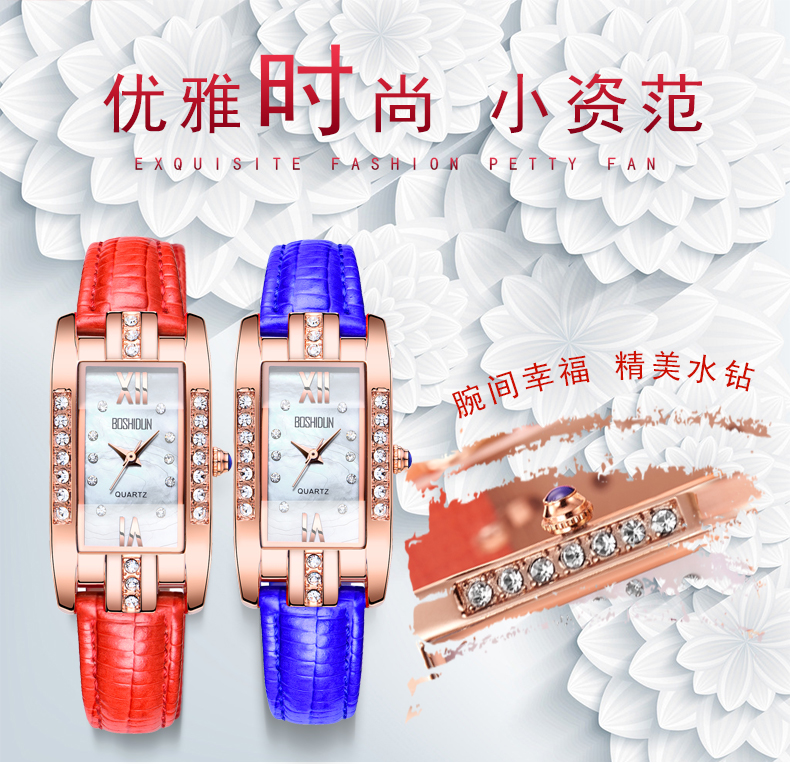 优雅时尚 小资范
EXQUISITE FASHION PETTY FAN
腕间幸福 精美水钻
XII
BOSHIDUN
QUARTZ
VI
XII
BOSHIDUN
QUARTZ
VI